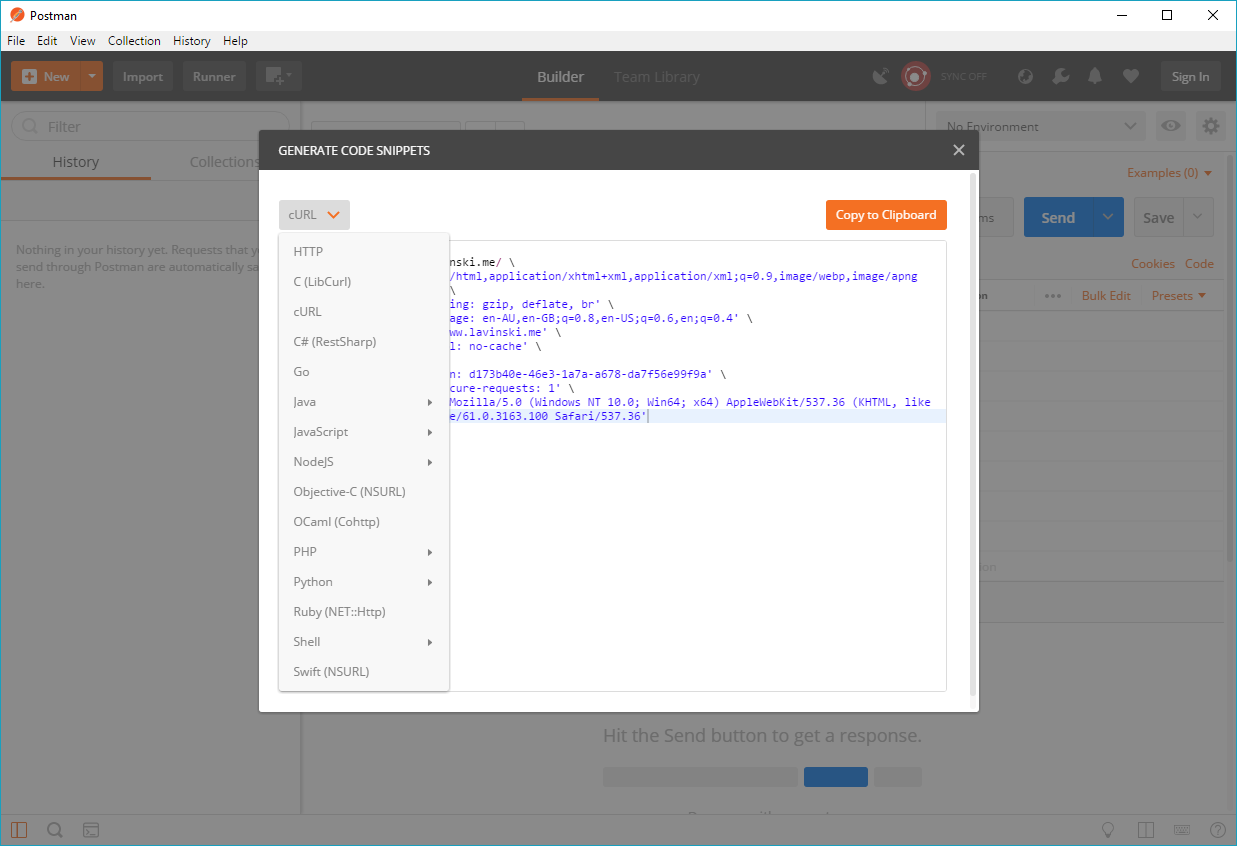 Postman
File Edit View Collection History Help
New Import Runner Builder Team Library SYNC OFF Sign In
Filter
No Environment
History Collections
Examples (0)
Send Save
Nothing in your history yet. Requests that
send through Postman are automatically
here.
Cookies Code
Bulk Edit Presets
GENERATE CODE SNIPPETS
cURL
Copy to Clipboard
HTTP
C (LibCurl)
cURL
C# (RestSharp)
Go
Java
JavaScript
NodeJS
Objective-C (NSURL)
OCaml (Cohttp)
PHP
Python
Ruby (NET::Http)
Shell
Swift (NSURL)
nski.me/ \
/html,application/xhtml+xml,application/xml;q=0.9,image/webp,image/apng
\
ing: gzip, deflate, br' \
age: en-AU,en-GB;q=0.8,en-US;q=0.6,en;q=0.4' \
ww.lavinski.me' \
l: no-cache' \
n: d173b40e-46e3-1a7a-a678-da7f56e99f9a' \
cure-requests: 1' \
Mozilla/5.0 (Windows NT 10.0; Win64; x64) AppleWebKit/537.36 (KHTML, like
e/61.0.3163.100 Safari/537.36'
Hit the Send button to get a response.